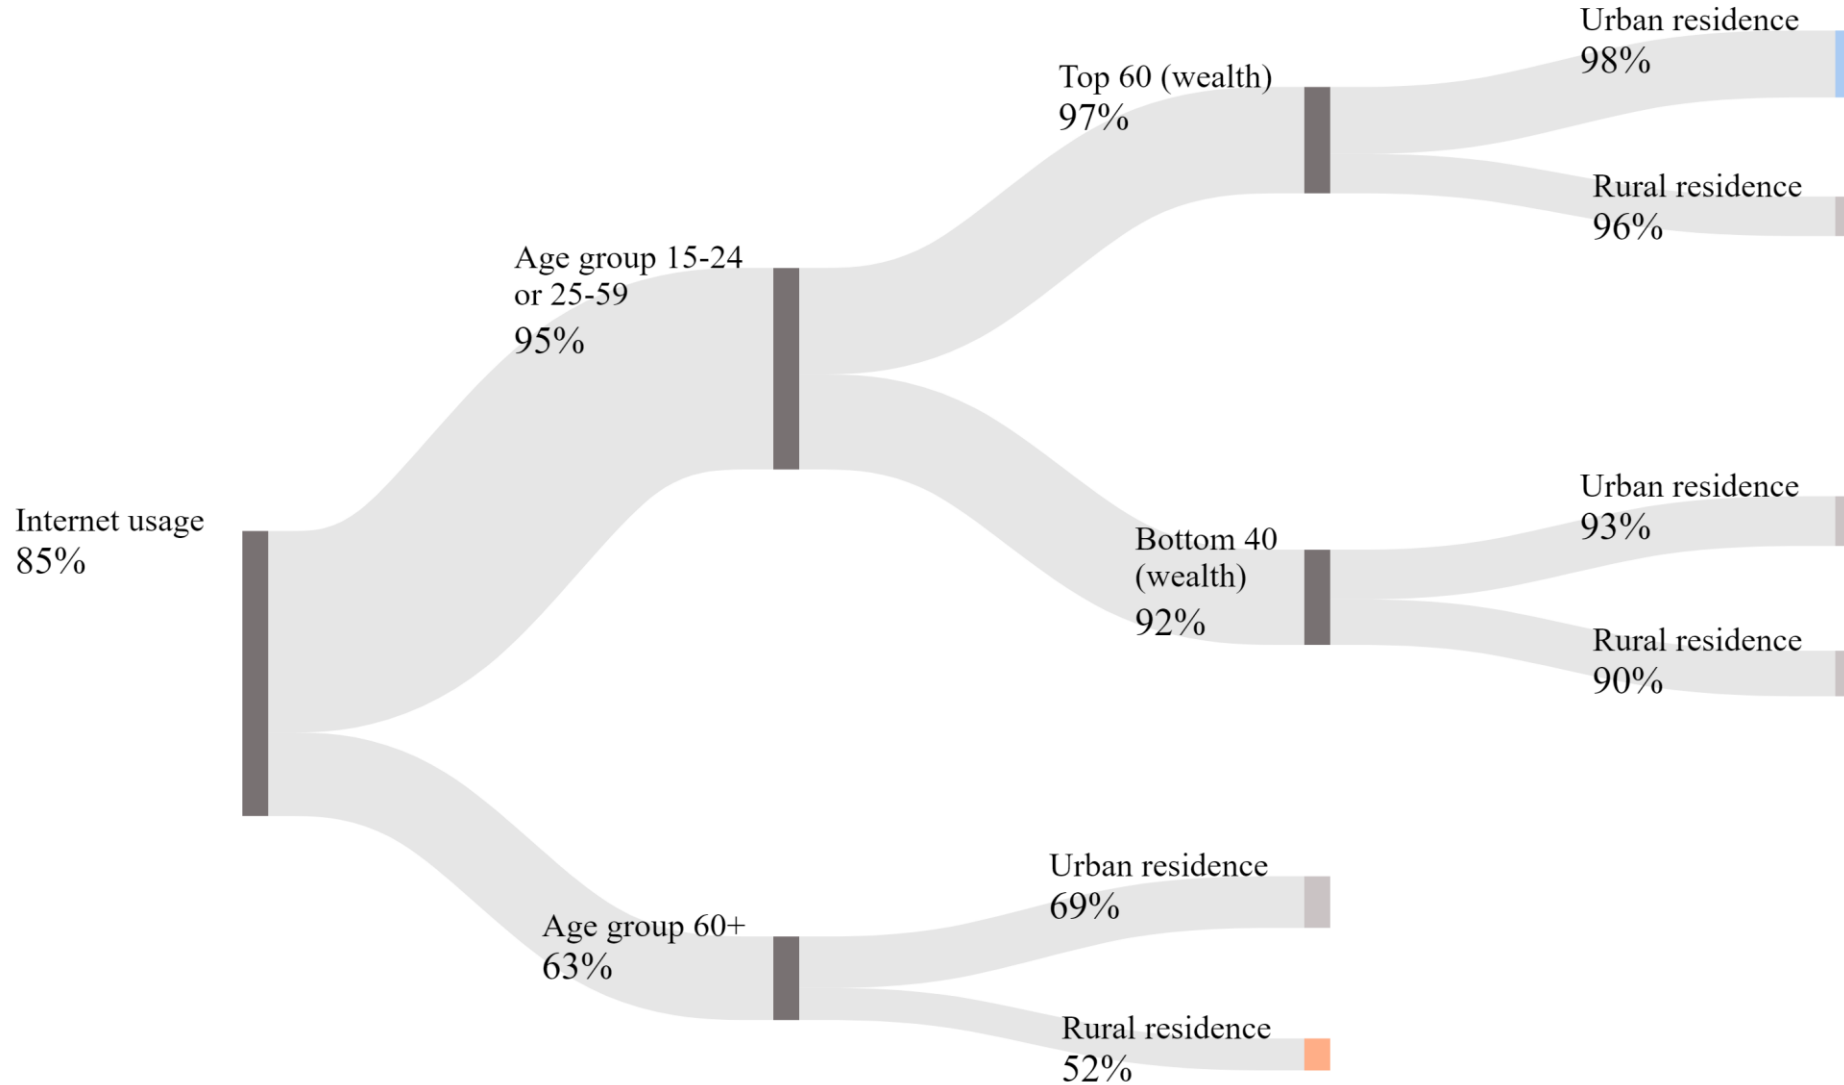 Internet usage
85%
Age group 15-24
or 25-59
95%
Top 60 (wealth)
97%
Urban residence
98%
Rural residence
96%
Bottom 40
(wealth)
92%
Urban residence
93%
Rural residence
90%
Age group 60+
63%
Urban residence
69%
Rural residence
52%